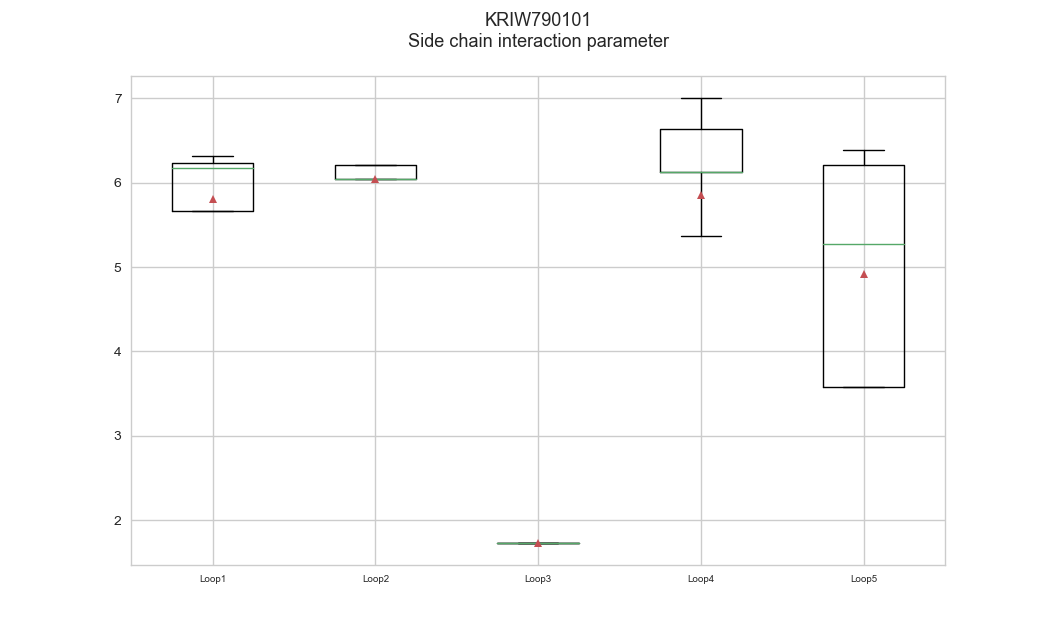 KRIW790101
Side chain interaction parameter
7
6
5
4
3
2
Loop1
Loop2
Loop3
Loop4
Loop5